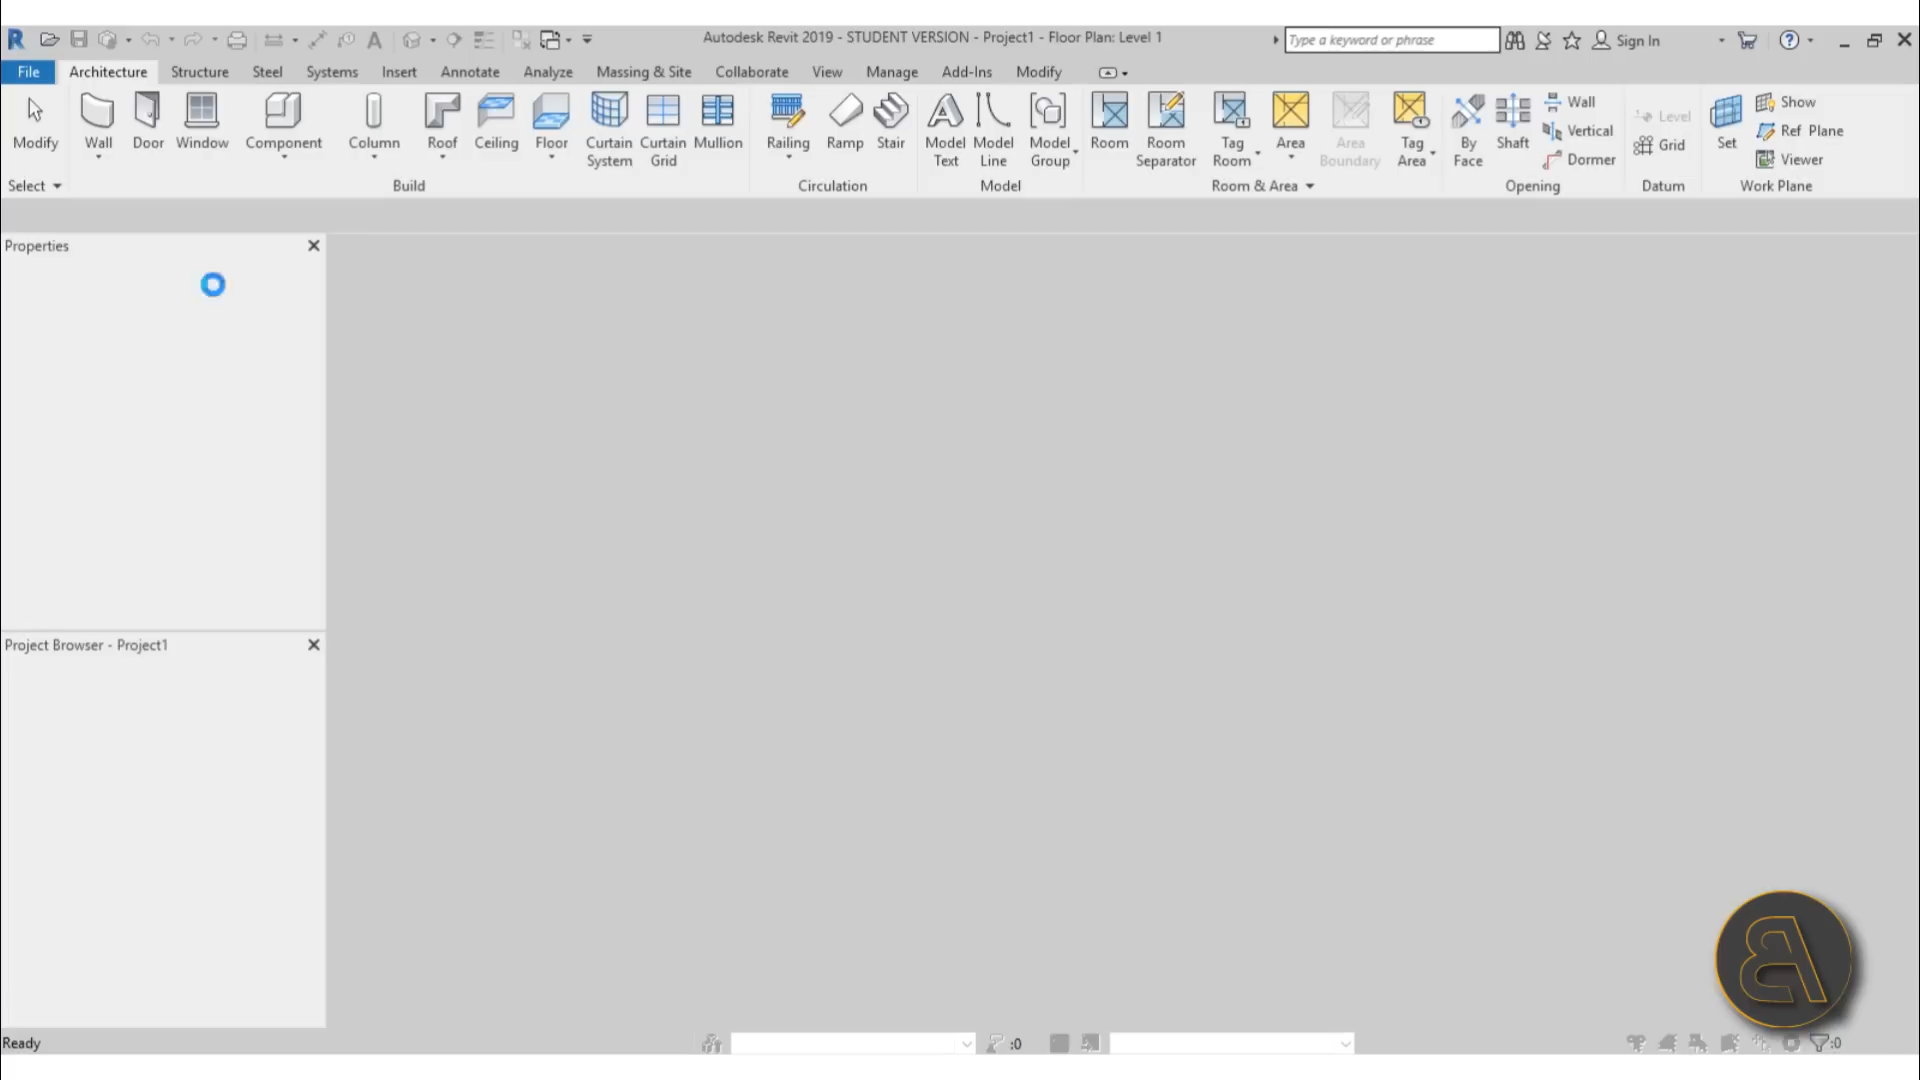 Autodesk Revit 2019 - STUDENT VERSION - Project1 - Floor Plan: Level 1
Type a keyword or phrase
Sign In
File Architecture Structure Steel Systems Insert Annotate Analyze Massing & Site Collaborate View Manage Add-Ins Modify
Modify Wall Door Window Component Column Roof Ceiling Floor Curtain System Curtain Grid Mullion Railing Ramp Stair Model Text Model Line Model Group Room Room Separator Tag Room Area Area Boundary Tag Area By Face Shaft
Wall
Vertical
Dormer
Level
Grid
Set
Show
Ref Plane
Viewer
Select Build Circulation Model Room & Area Opening Datum Work Plane
Properties
Project Browser - Project1
Ready
:0
:0